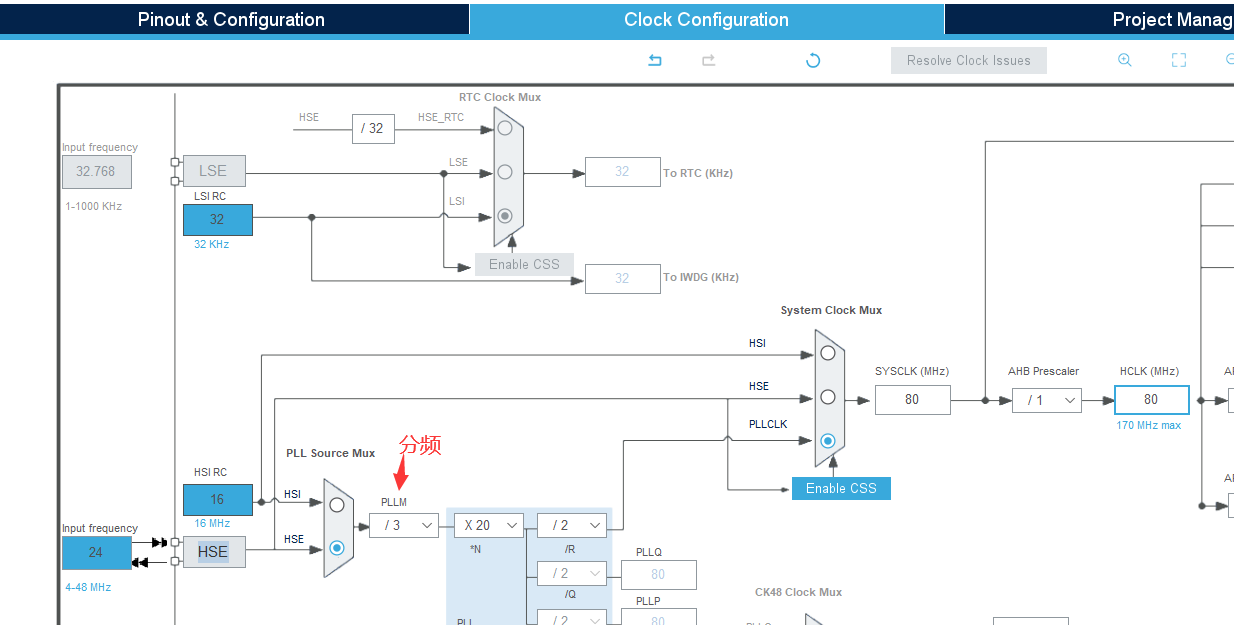 Pinout & Configuration
Clock Configuration
Project Manag
Resolve Clock Issues
RTC Clock Mux
HSE
/ 32
HSE_RTC
Input frequency
32.768
1-1000 KHz
LSE
LSE
32
To RTC (KHz)
LSI RC
LSI
32
32 KHz
Enable CSS
32
To IWDG (KHz)
System Clock Mux
HSI
SYSCLK (MHz)
AHB Prescaler
HCLK (MHz)
HSE
80
/ 1
80
170 MHz max
PLLCLK
分频
PLL Source Mux
HSI RC
Enable CSS
16
HSI
PLLM
16 MHz
/ 3
X 20
/ 2
Input frequency
24
HSE
HSE
*N
/R
PLLQ
4-48 MHz
/ 2
80
/Q
CK48 Clock Mux
PLLP
/ 2
80
PLL